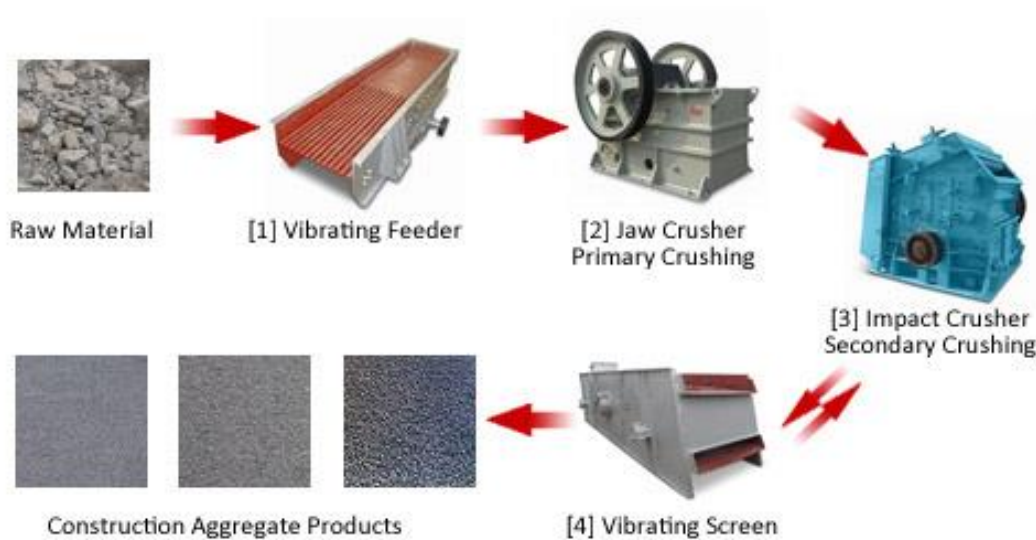 Raw Material
[1] Vibrating Feeder
[2] Jaw Crusher
Primary Crushing
[3] Impact Crusher
Secondary Crushing
[4] Vibrating Screen
Construction Aggregate Products